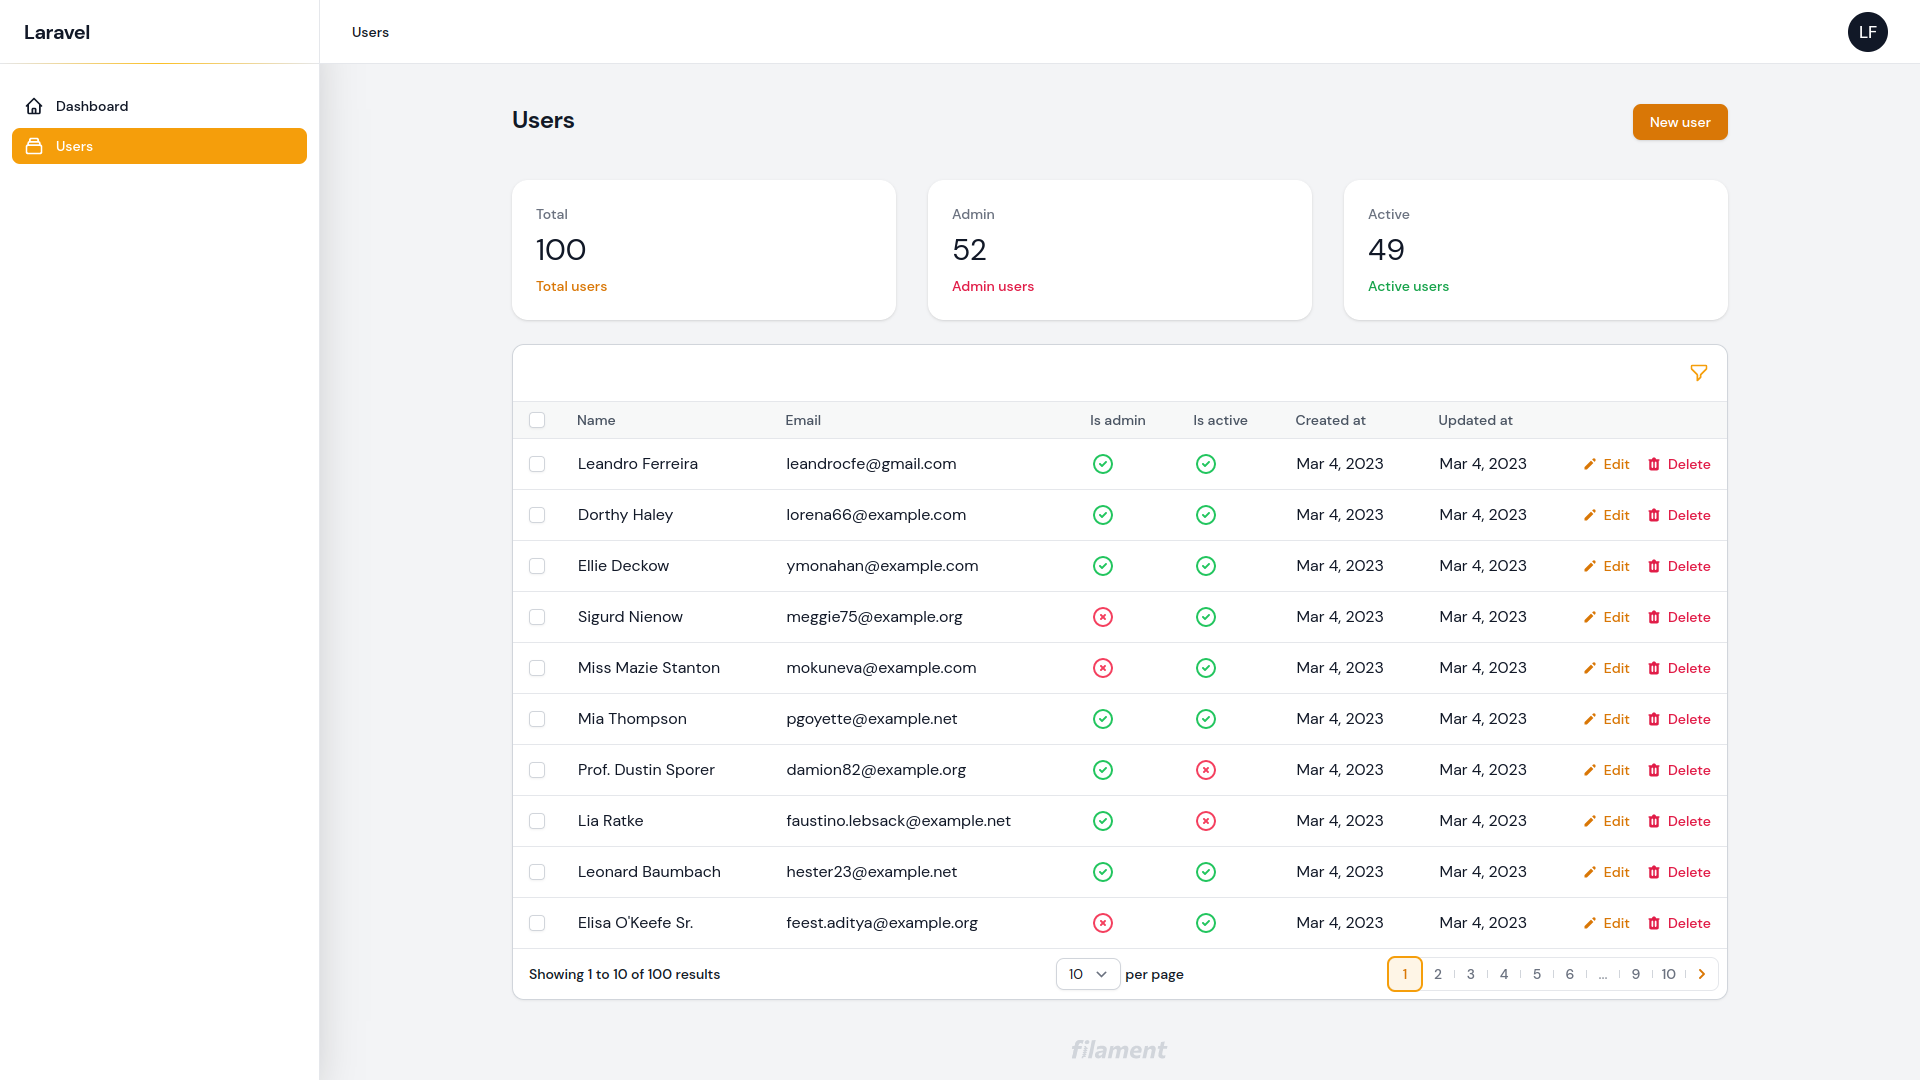 Laravel
Users
LF
Dashboard
Users
Users
New user
Total
100
Total users
Admin
52
Admin users
Active
49
Active users
Name Email Is admin Is active Created at Updated at
Leandro Ferreira leandrocfe@gmail.com Mar 4, 2023 Mar 4, 2023 Edit Delete
Dorthy Haley lorena66@example.com Mar 4, 2023 Mar 4, 2023 Edit Delete
Ellie Deckow ymonahan@example.com Mar 4, 2023 Mar 4, 2023 Edit Delete
Sigurd Nienow meggie75@example.org Mar 4, 2023 Mar 4, 2023 Edit Delete
Miss Mazie Stanton mokuneva@example.com Mar 4, 2023 Mar 4, 2023 Edit Delete
Mia Thompson pgoyette@example.net Mar 4, 2023 Mar 4, 2023 Edit Delete
Prof. Dustin Sporer damion82@example.org Mar 4, 2023 Mar 4, 2023 Edit Delete
Lia Ratke faustino.lebsack@example.net Mar 4, 2023 Mar 4, 2023 Edit Delete
Leonard Baumbach hester23@example.net Mar 4, 2023 Mar 4, 2023 Edit Delete
Elisa O'Keefe Sr. feest.aditya@example.org Mar 4, 2023 Mar 4, 2023 Edit Delete
Showing 1 to 10 of 100 results 10 per page 1 2 3 4 5 6 ... 9 10
filament